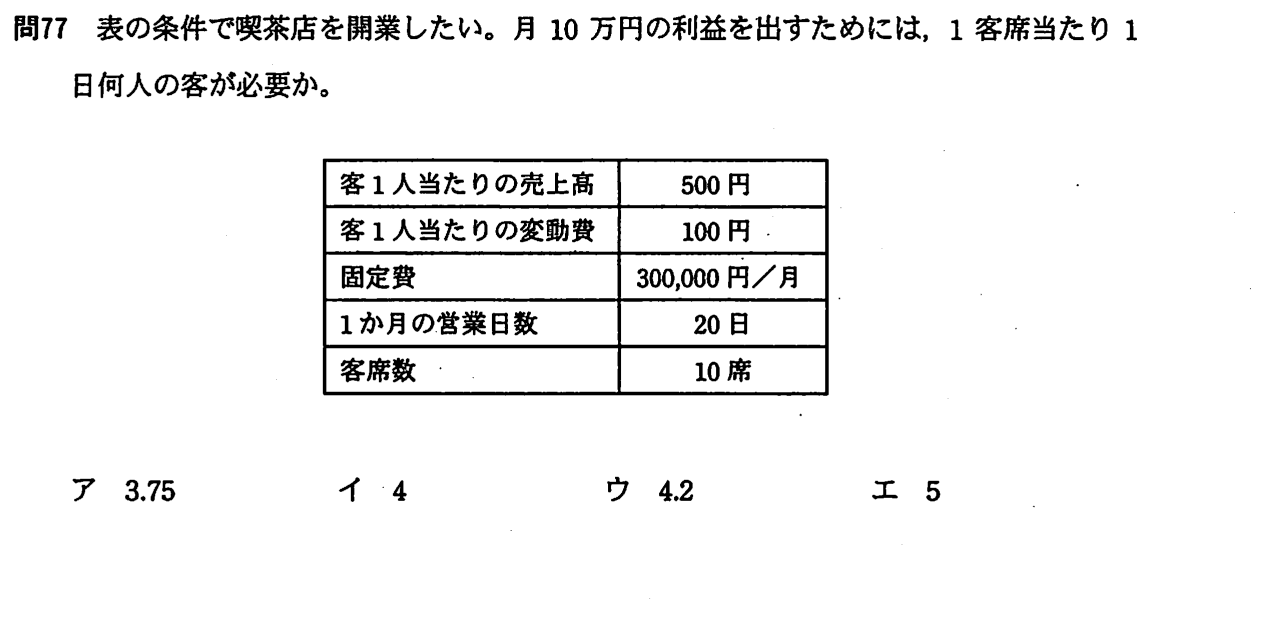 問77 表の条件で喫茶店を開業したい。月 10 万円の利益を出すためには，1 客席当たり 1
日何人の客が必要か。
客1人当たりの売上高 500 円
客1人当たりの変動費 100 円
固定費 300,000 円／月
1か月の営業日数 20 日
客席数 10 席
ア 3.75 イ 4 ウ 4.2 エ 5